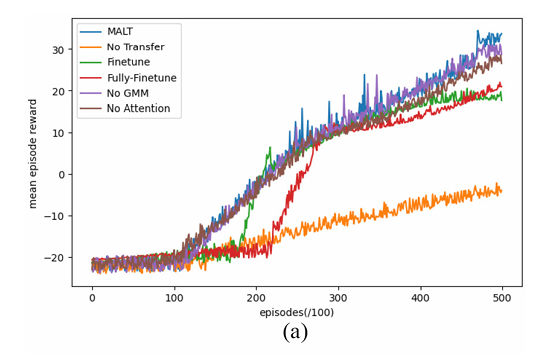 MALT
No Transfer
Finetune
Fully-Finetune
No GMM
No Attention
mean episode reward
30
20
10
0
−10
−20
0 100 200 300 400 500
episodes(/100)
(a)